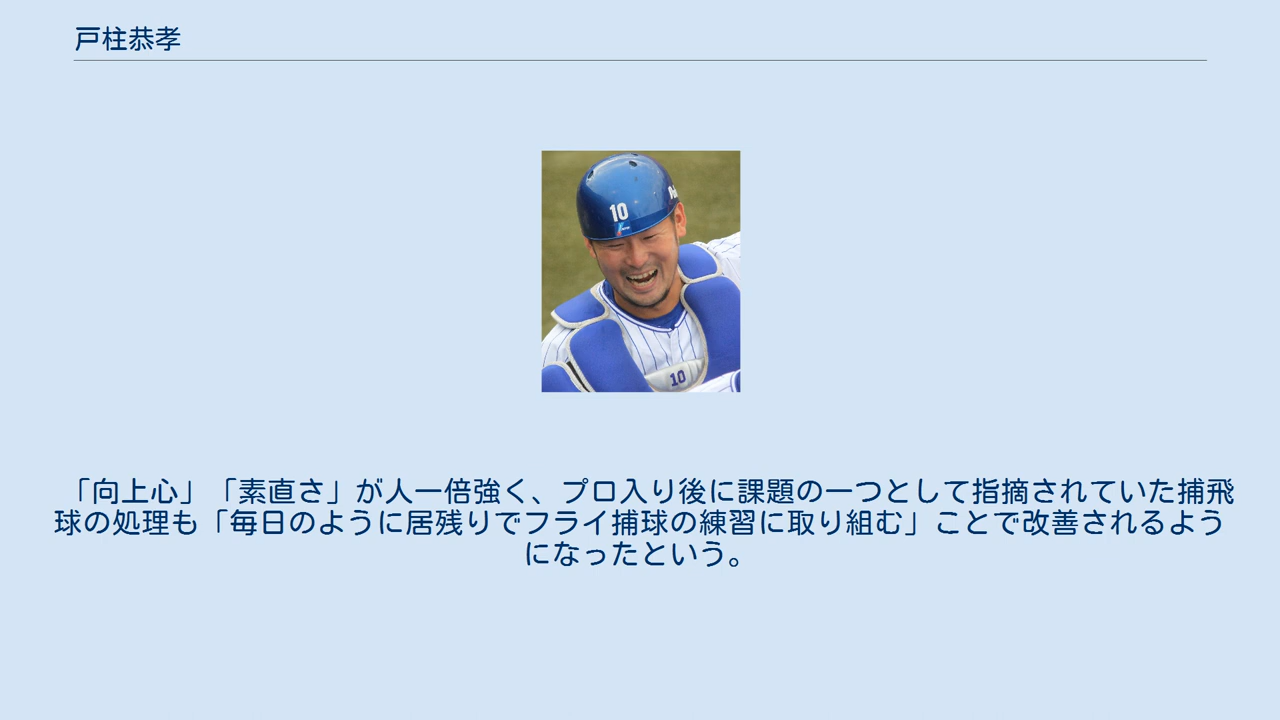 戸柱恭孝
10
10
「向上心」「素直さ」が人一倍強く、プロ入り後に課題の一つとして指摘されていた捕飛
球の処理も「毎日のように居残りでフライ捕球の練習に取り組む」ことで改善されるよう
になったという。